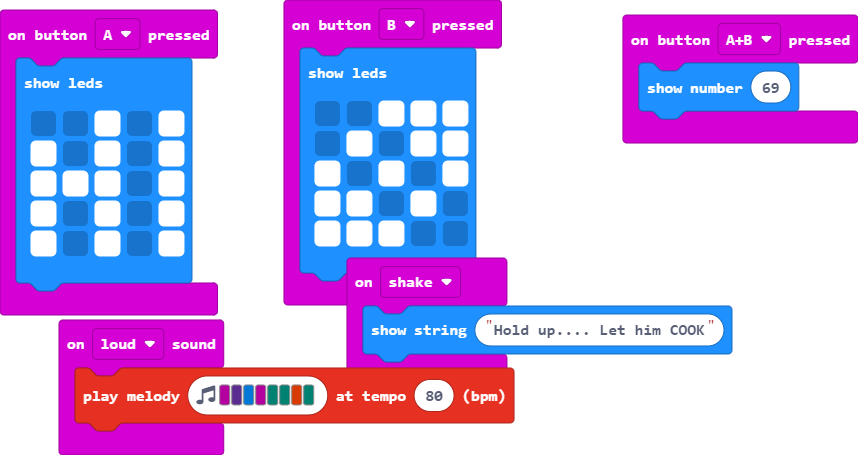 on button A pressed
show leds
on button B pressed
show leds
on button A+B pressed
show number 69
on shake
show string "Hold up.... Let him COOK"
on loud sound
play melody at tempo 80 (bpm)